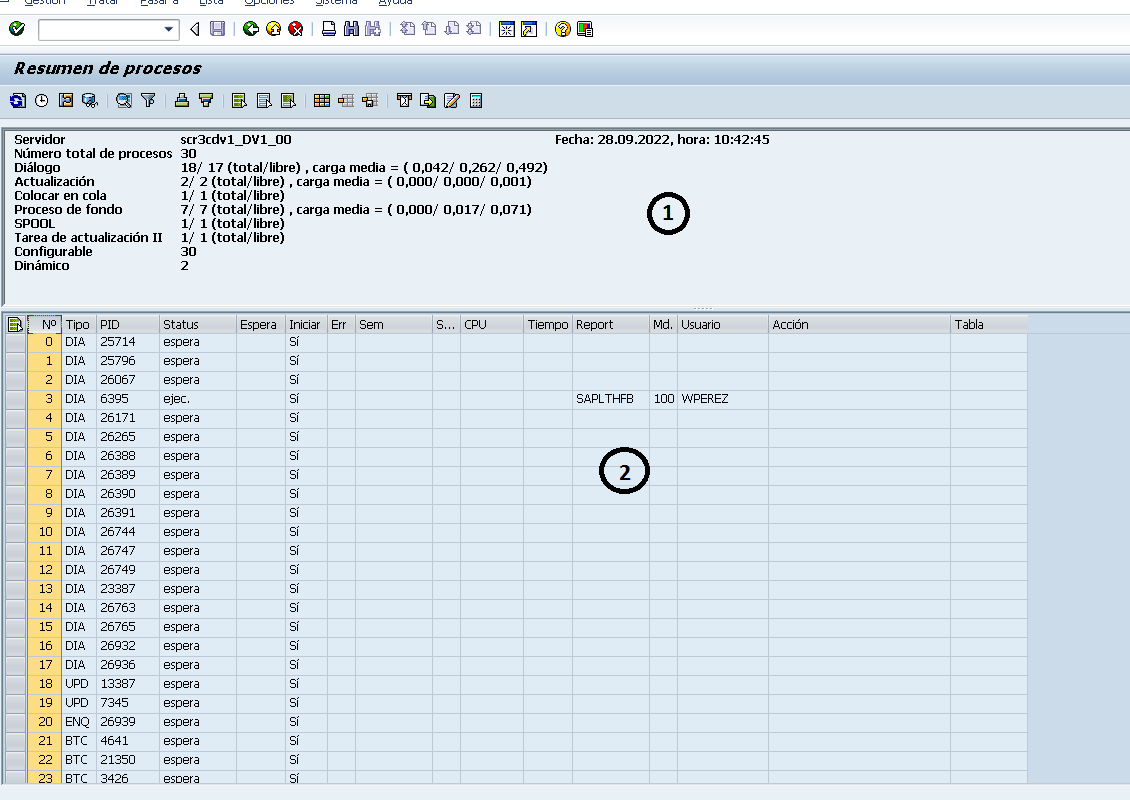 Gestión Tratar Pasar a Lista Opciones Sistema Ayuda
Resumen de procesos
Servidor scr3cdv1_DV1_00 Fecha: 28.09.2022, hora: 10:42:45
Número total de procesos 30
Diálogo 18/ 17 (total/libre) , carga media = ( 0,042/ 0,262/ 0,492)
Actualización 2/ 2 (total/libre) , carga media = ( 0,000/ 0,000/ 0,001)
Colocar en cola 1/ 1 (total/libre)
Proceso de fondo 7/ 7 (total/libre) , carga media = ( 0,000/ 0,017/ 0,071)
SPOOL 1/ 1 (total/libre)
Tarea de actualización II 1/ 1 (total/libre)
Configurable 30
Dinámico 2
1
Nº Tipo PID Status Espera Iniciar Err Sem S... CPU Tiempo Report Md. Usuario Acción Tabla
0 DIA 25714 espera Sí
1 DIA 25796 espera Sí
2 DIA 26067 espera Sí
3 DIA 6395 ejec. Sí SAPLTHFB 100 WPEREZ
4 DIA 26171 espera Sí
5 DIA 26265 espera Sí
6 DIA 26388 espera Sí
7 DIA 26389 espera Sí
8 DIA 26390 espera Sí
9 DIA 26391 espera Sí
10 DIA 26744 espera Sí
11 DIA 26747 espera Sí
12 DIA 26749 espera Sí
13 DIA 23387 espera Sí
14 DIA 26763 espera Sí
15 DIA 26765 espera Sí
16 DIA 26932 espera Sí
17 DIA 26936 espera Sí
18 UPD 13387 espera Sí
19 UPD 7345 espera Sí
20 ENQ 26939 espera Sí
21 BTC 4641 espera Sí
22 BTC 21350 espera Sí
23 BTC 3426 espera Sí
2